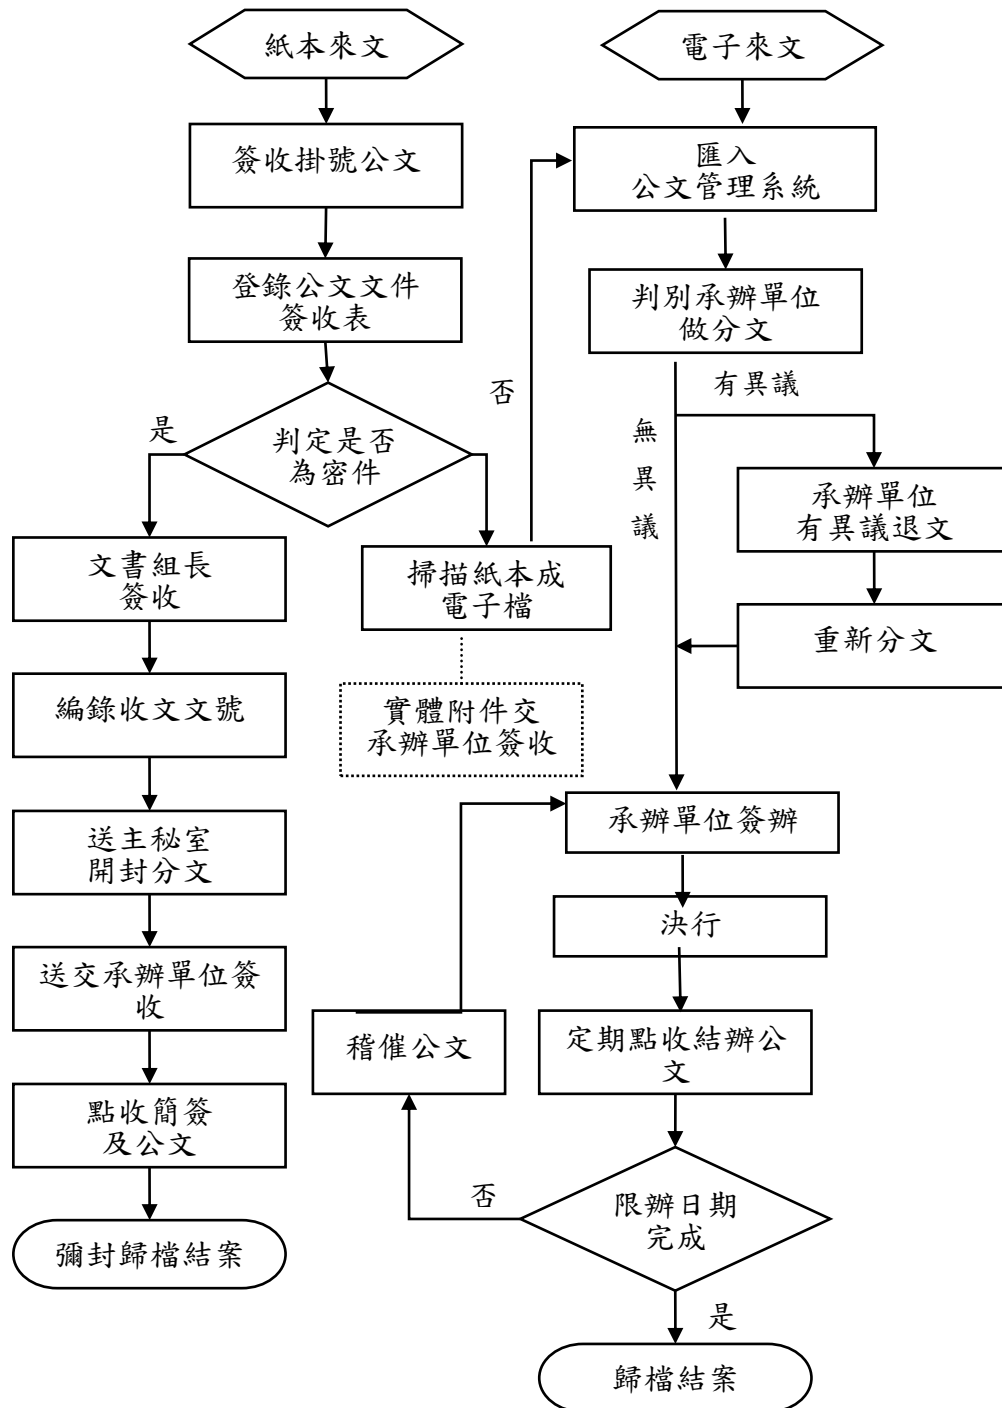 紙本來文
電子來文
簽收掛號公文
匯入
公文管理系統
登錄公文文件
簽收表
判別承辦單位
做分文
否
有異議
是
判定是否
為密件
無
異
議
承辦單位
有異議退文
文書組長
簽收
掃描紙本成
電子檔
重新分文
編錄收文文號
實體附件交
承辦單位簽收
送主秘室
開封分文
承辦單位簽辦
決行
送交承辦單位簽
收
稽催公文
定期點收結辦公
文
點收簡簽
及公文
否
限辦日期
完成
彌封歸檔結案
是
歸檔結案